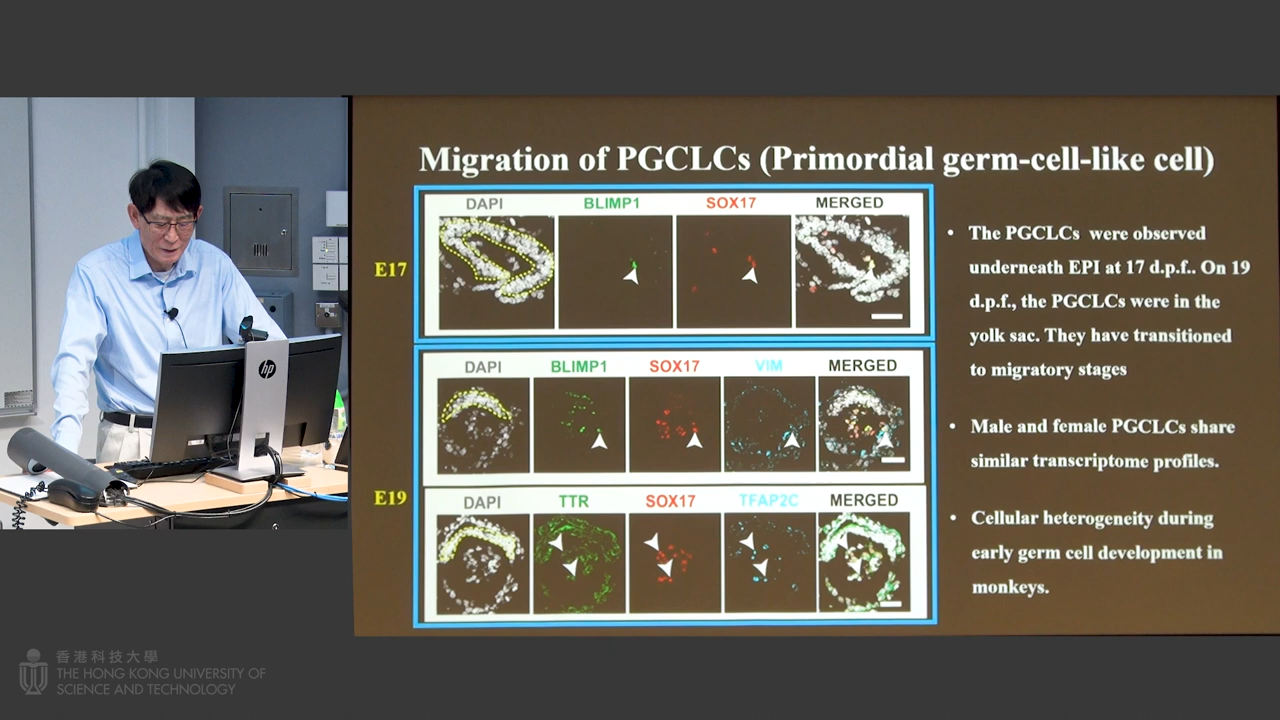 Migration of PGCLCs (Primordial germ-cell-like cell)
E17
DAPI BLIMP1 SOX17 MERGED
E19
DAPI BLIMP1 SOX17 VIM MERGED
DAPI TTR SOX17 TFAP2C MERGED
• The PGCLCs were observed
underneath EPI at 17 d.p.f.. On 19
d.p.f., the PGCLCs were in the
yolk sac. They have transitioned
to migratory stages
• Male and female PGCLCs share
similar transcriptome profiles.
• Cellular heterogeneity during
early germ cell development in
monkeys.
hp
香港科技大學
THE HONG KONG UNIVERSITY OF
SCIENCE AND TECHNOLOGY